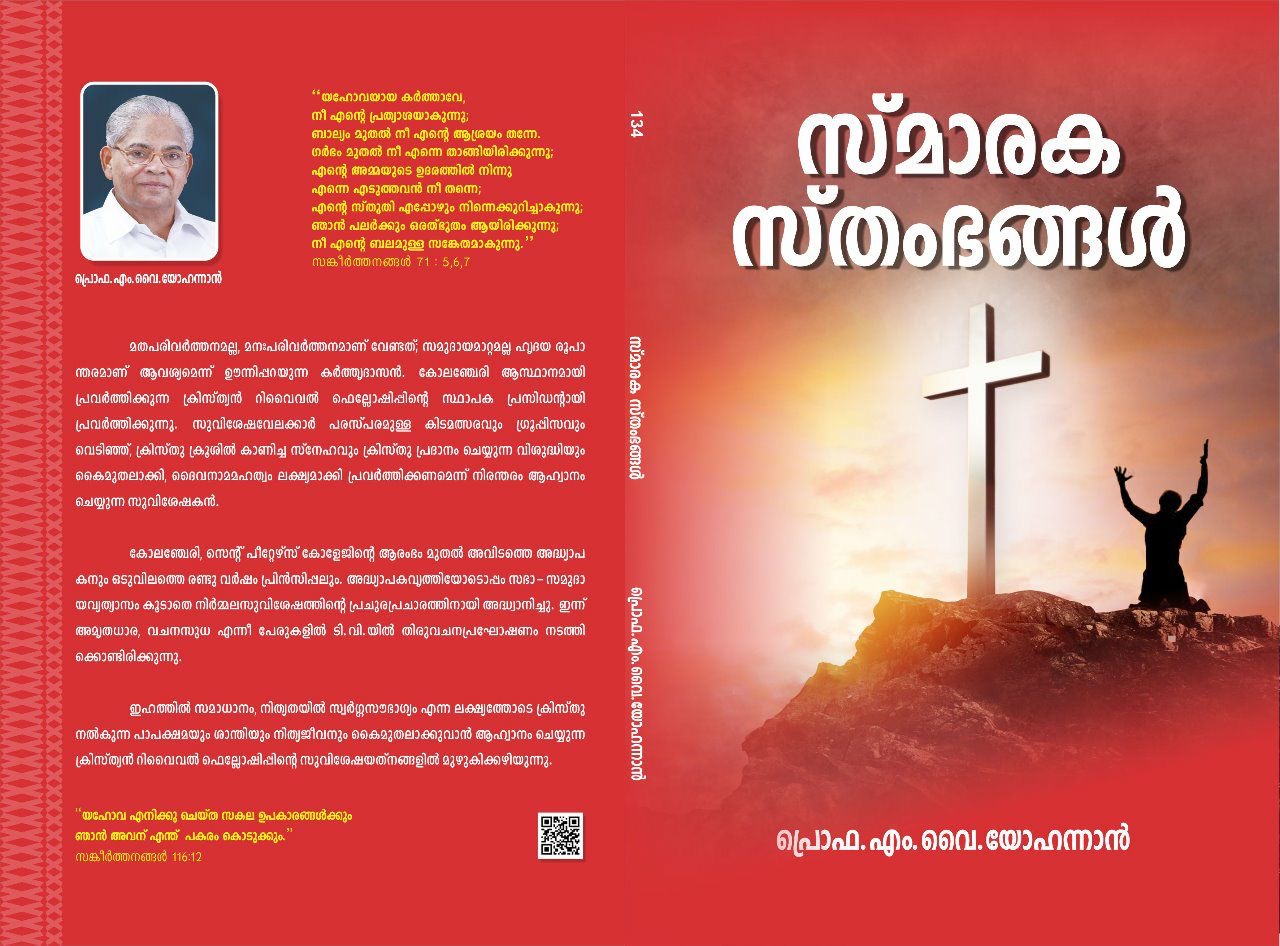 പ്രൊഫ.എം.വൈ.യോഹന്നാൻ
“യഹോവയായ കർത്താവേ,
നീ എന്റെ പ്രത്യാശയാകുന്നു;
ബാല്യം മുതൽ നീ എന്റെ ആശ്രയം തന്നേ.
ഗർഭം മുതൽ നീ എന്നെ താങ്ങിയിരിക്കുന്നു;
എന്റെ അമ്മയുടെ ഉദരത്തിൽ നിന്നു
എന്നെ എടുത്തവൻ നീ തന്നെ;
എന്റെ സ്തുതി എപ്പോഴും നിന്നെക്കുറിച്ചാകുന്നു;
ഞാൻ പലർക്കും ഒരത്ഭുതം ആയിരിക്കുന്നു;
നീ എന്റെ ബലമുള്ള സങ്കേതമാകുന്നു.”
സങ്കീർത്തനങ്ങൾ 71 : 5,6,7
മതപരിവർത്തനമല്ല, മനഃപരിവർത്തനമാണ് വേണ്ടത്; സമുദായമാറ്റമല്ല ഹൃദയ രൂപാ
ന്തരമാണ് ആവശ്യമെന്ന് ഊന്നിപ്പറയുന്ന കർത്തൃദാസൻ. കോലഞ്ചേരി ആസ്ഥാനമായി
പ്രവർത്തിക്കുന്ന ക്രിസ്ത്യൻ റിവൈവൽ ഫെല്ലോഷിപ്പിന്റെ സ്ഥാപക പ്രസിഡന്റായി
പ്രവർത്തിക്കുന്നു. സുവിശേഷവേലക്കാർ പരസ്പരമുള്ള കിടമത്സരവും ഗ്രൂപ്പിസവും
വെടിഞ്ഞ്, ക്രിസ്തു ക്രൂശിൽ കാണിച്ച സ്നേഹവും ക്രിസ്തു പ്രദാനം ചെയ്യുന്ന വിശുദ്ധിയും
കൈമുതലാക്കി, ദൈവനാമമഹത്വം ലക്ഷ്യമാക്കി പ്രവർത്തിക്കണമെന്ന് നിരന്തരം ആഹ്വാനം
ചെയ്യുന്ന സുവിശേഷകൻ.
കോലഞ്ചേരി, സെന്റ് പീറ്റേഴ്സ് കോളേജിന്റെ ആരംഭം മുതൽ അവിടത്തെ അദ്ധ്യാപ
കനും ഒടുവിലത്തെ രണ്ടു വർഷം പ്രിൻസിപ്പലും. അദ്ധ്യാപകവൃത്തിയോടൊപ്പം സഭാ – സമുദാ
യവ്യത്യാസം കൂടാതെ നിർമ്മലസുവിശേഷത്തിന്റെ പ്രചുരപ്രചാരത്തിനായി അദ്ധ്വാനിച്ചു. ഇന്ന്
അമൃതധാര, വചനസുധ എന്നീ പേരുകളിൽ ടി.വി.യിൽ തിരുവചനപ്രഘോഷണം നടത്തി
ക്കൊണ്ടിരിക്കുന്നു.
ഇഹത്തിൽ സമാധാനം, നിത്യതയിൽ സ്വർഗ്ഗസൗഭാഗ്യം എന്ന ലക്ഷ്യത്തോടെ ക്രിസ്തു
നൽകുന്ന പാപക്ഷമയും ശാന്തിയും നിത്യജീവനും കൈമുതലാക്കുവാൻ ആഹ്വാനം ചെയ്യുന്ന
ക്രിസ്ത്യൻ റിവൈവൽ ഫെല്ലോഷിപ്പിന്റെ സുവിശേഷയത്നങ്ങളിൽ മുഴുകിക്കഴിയുന്നു.
“യഹോവ എനിക്കു ചെയ്ത സകല ഉപകാരങ്ങൾക്കും
ഞാൻ അവന് എന്ത് പകരം കൊടുക്കും.”
സങ്കീർത്തനങ്ങൾ 116:12
134
സ്മാരക സ്തംഭങ്ങൾ
പ്രൊഫ.എം.വൈ.യോഹന്നാൻ
സ്മാരക
സ്തംഭങ്ങൾ
പ്രൊഫ.എം.വൈ.യോഹന്നാൻ